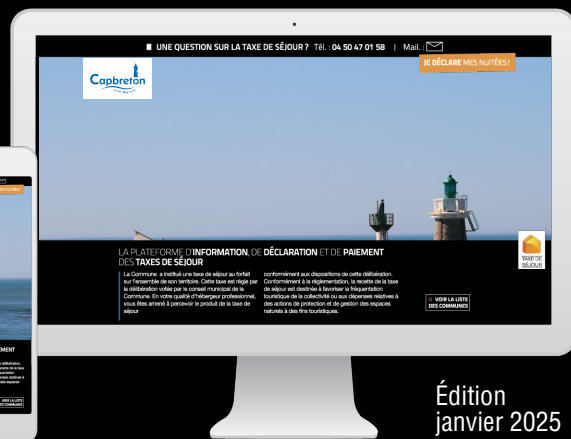 UNE QUESTION SUR LA TAXE DE SÉJOUR ? Tél. : 04 50 47 01 58 | Mail. :
JE DÉCLARE MES NUITÉES !
Capbreton
LA PLATEFORME D'INFORMATION, DE DÉCLARATION ET DE PAIEMENT
DES TAXES DE SÉJOUR
La Commune a institué une taxe de séjour au forfait
sur l'ensemble de son territoire. Cette taxe est régie par
la délibération votée par le conseil municipal de la
Commune. En votre qualité d'hébergeur professionnel,
vous êtes amené à percevoir le produit de la taxe de
séjour
conformément aux dispositions de cette délibération.
Conformément à la réglementation, la recette de la taxe
de séjour est destinée à favoriser la fréquentation
touristique de la collectivité ou aux dépenses relatives à
des actions de protection et de gestion des espaces
naturels à des fins touristiques.
TAXE DE
SÉJOUR
VOIR LA LISTE
DES COMMUNES
EMENT
VOIR LA LISTE
DES COMMUNES
Édition
janvier 2025